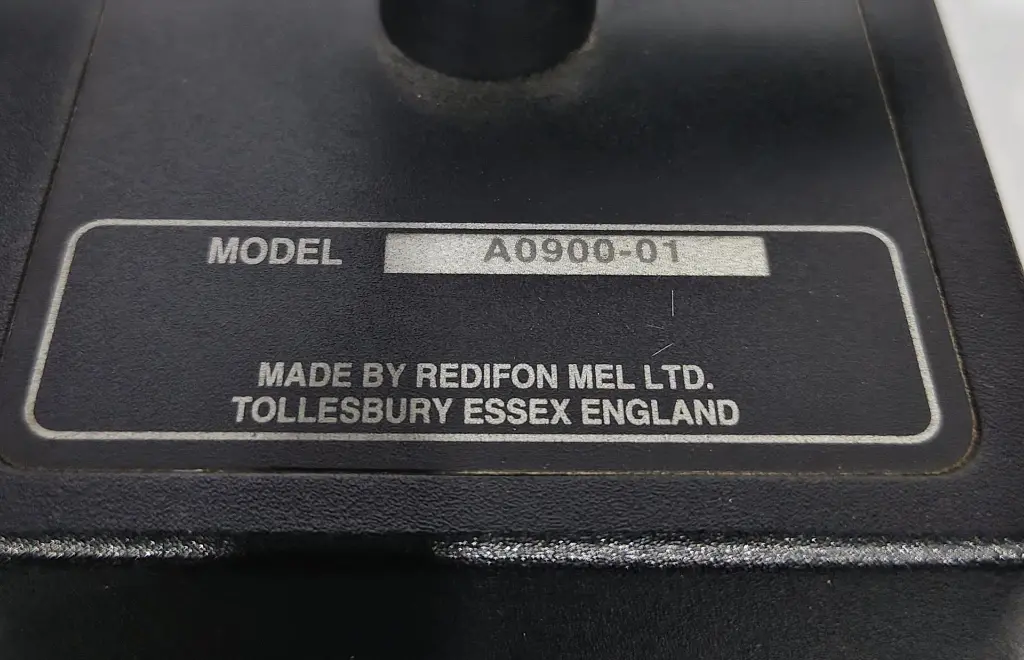 MODEL A0900-01
MADE BY REDIFON MEL LTD.
TOLLESBURY ESSEX ENGLAND